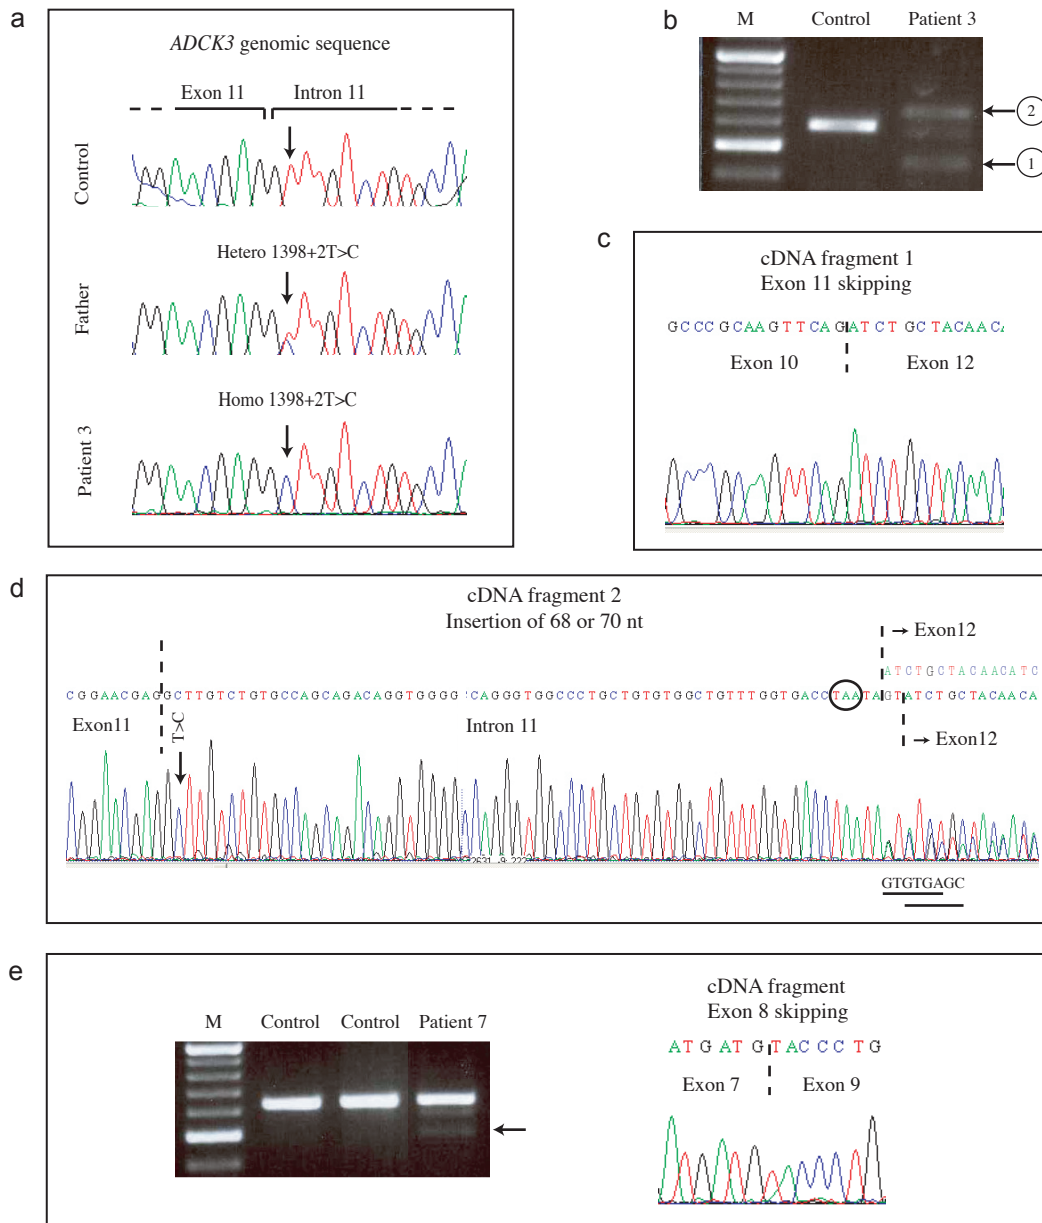 a
ADCK3 genomic sequence
Exon 11 Intron 11
Control
Hetero 1398+2T>C
Father
Homo 1398+2T>C
Patient 3
b
M Control Patient 3
2
1
c
cDNA fragment 1
Exon 11 skipping
GCCCGCAAGTTCAGATCTGCTACAACA
Exon 10 Exon 12
d
cDNA fragment 2
Insertion of 68 or 70 nt
→ Exon12
ATCTGCTACAACATC
CGGAACGAGGCTTGTCTGTGCCAGCAGACAGGTGGGG CAGGGTGGCCCTGCTGTGTGGCTGTTTGGTGACCTAATAGTATCTGCTACAACA
Exon11 T>C Intron 11
→ Exon12
GTGTGAGC
e
M Control Control Patient 7
cDNA fragment
Exon 8 skipping
ATGATGTACCCTG
Exon 7 Exon 9